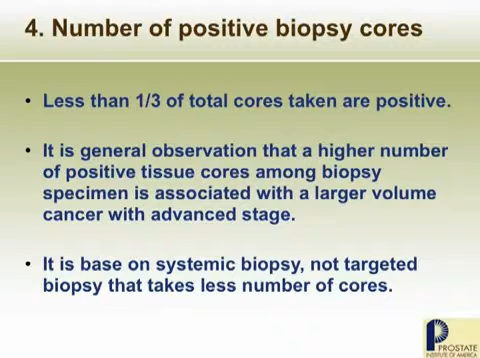 4. Number of positive biopsy cores
• Less than 1/3 of total cores taken are positive.
• It is general observation that a higher number
of positive tissue cores among biopsy
specimen is associated with a larger volume
cancer with advanced stage.
• It is base on systemic biopsy, not targeted
biopsy that takes less number of cores.
PROSTATE
INSTITUTE OF AMERICA